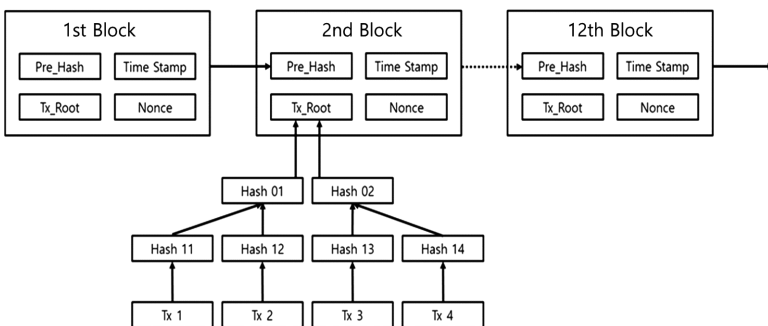 1st Block
2nd Block
12th Block
Pre_Hash
Time Stamp
Pre_Hash
Time Stamp
Pre_Hash
Time Stamp
Tx_Root
Nonce
Tx_Root
Nonce
Tx_Root
Nonce
Hash 01
Hash 02
Hash 11
Hash 12
Hash 13
Hash 14
Tx 1
Tx 2
Tx 3
Tx 4